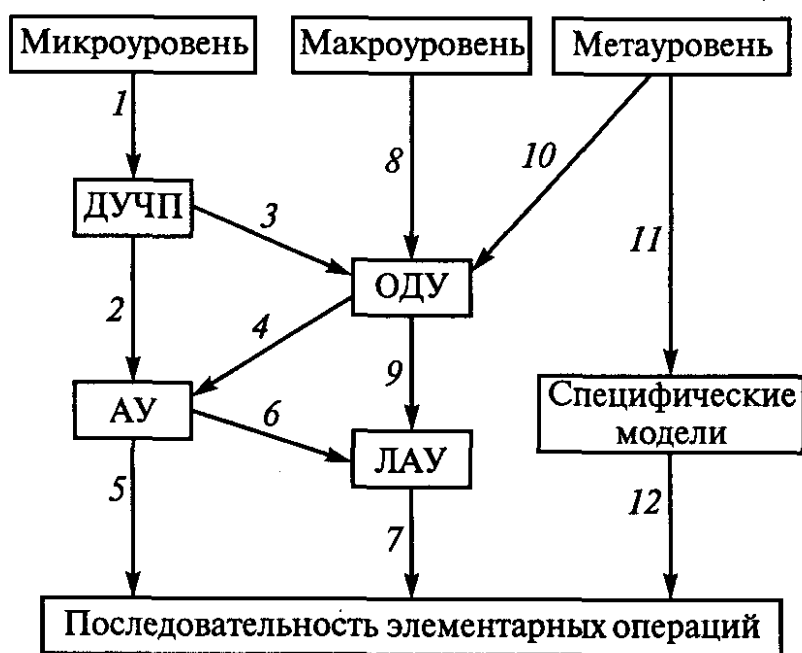 Микроуровень Макроуровень Метауровень
1
8
10
ДУЧП
3
11
ОДУ
2
4
9
АУ
6
Специфические
модели
ЛАУ
5
7
12
Последовательность элементарных операций